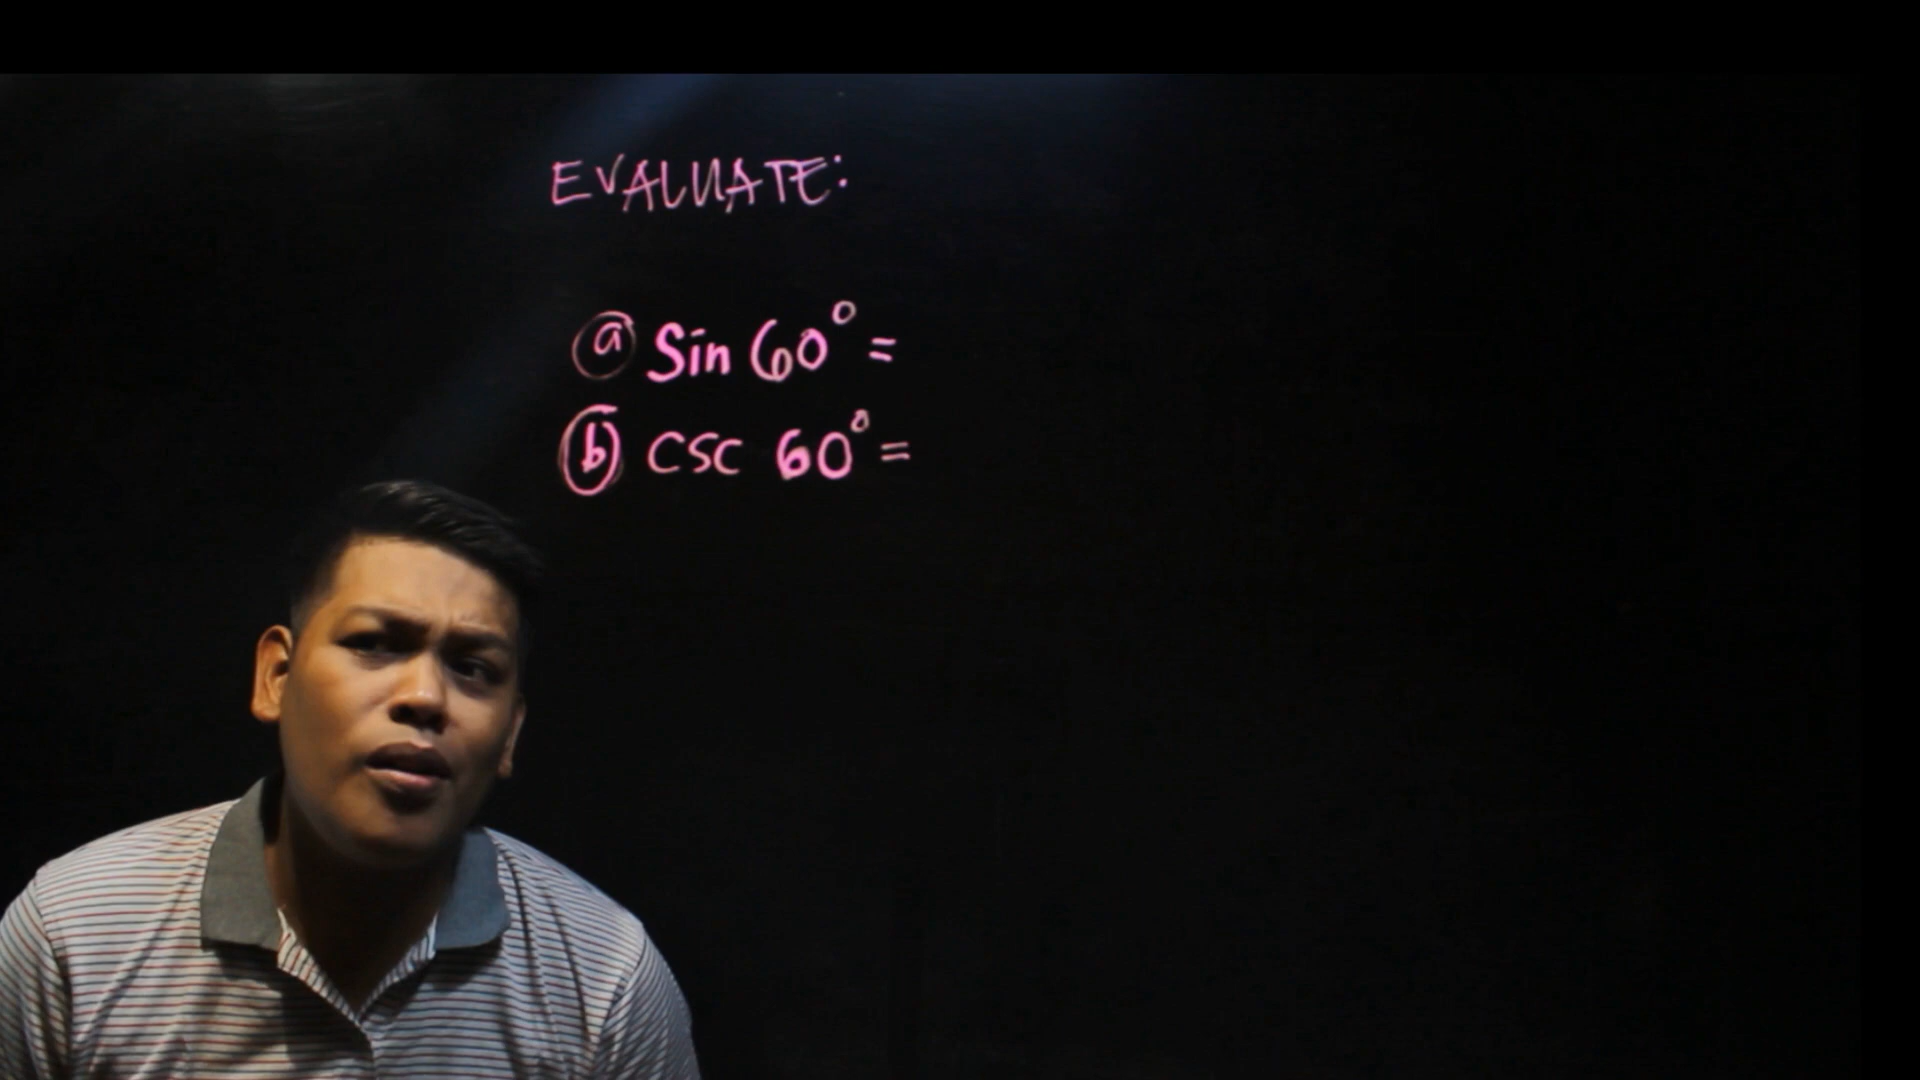 EVALUATE:
ⓐ Sin 60° =
ⓑ CSC 60° =